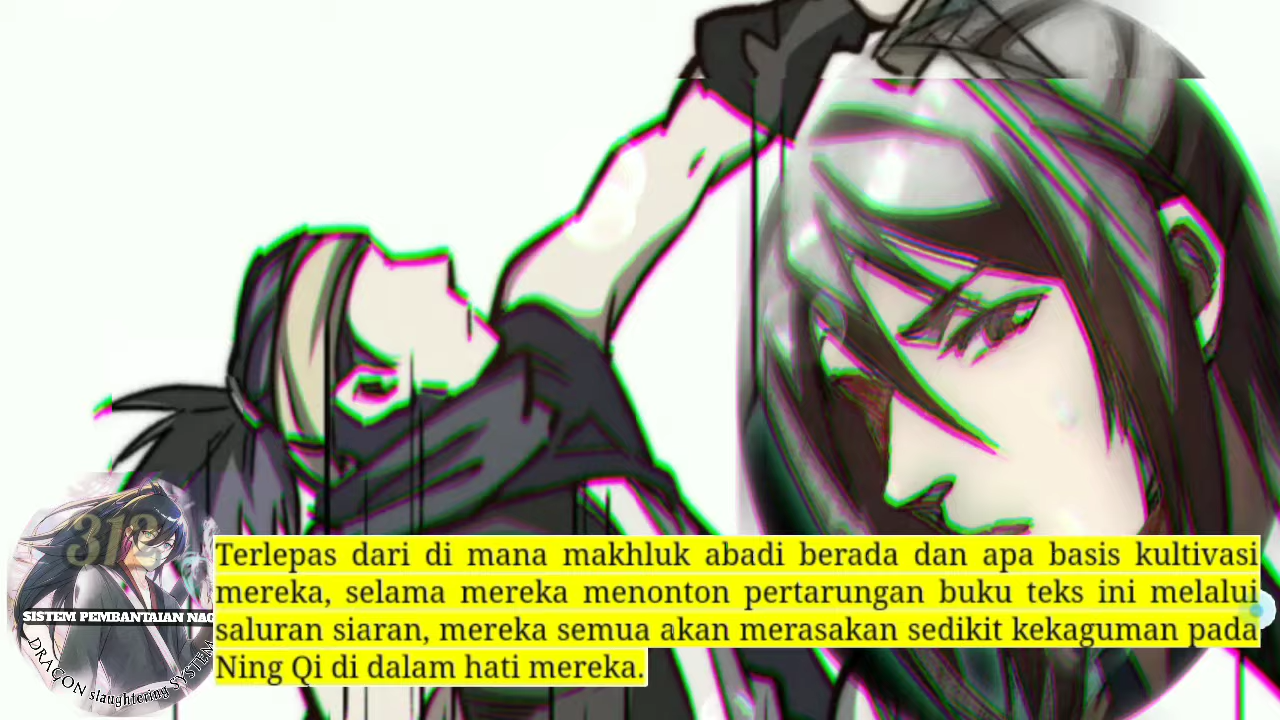 312
SISTEM PEMBANTAIAN
DRAGON slaughtering SYSTEM
Terlepas dari di mana makhluk abadi berada dan apa basis kultivasi
mereka, selama mereka menonton pertarungan buku teks ini melalui
saluran siaran, mereka semua akan merasakan sedikit kekaguman pada
Ning Qi di dalam hati mereka.